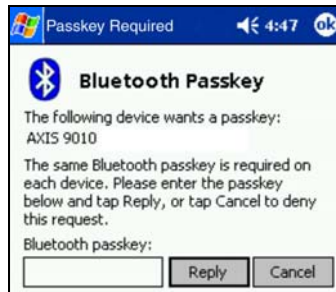 Passkey Required 4:47 ok
Bluetooth Passkey
The following device wants a passkey:
AXIS 9010
The same Bluetooth passkey is required on
each device. Please enter the passkey
below and tap Reply, or tap Cancel to deny
this request.
Bluetooth passkey:
Reply Cancel